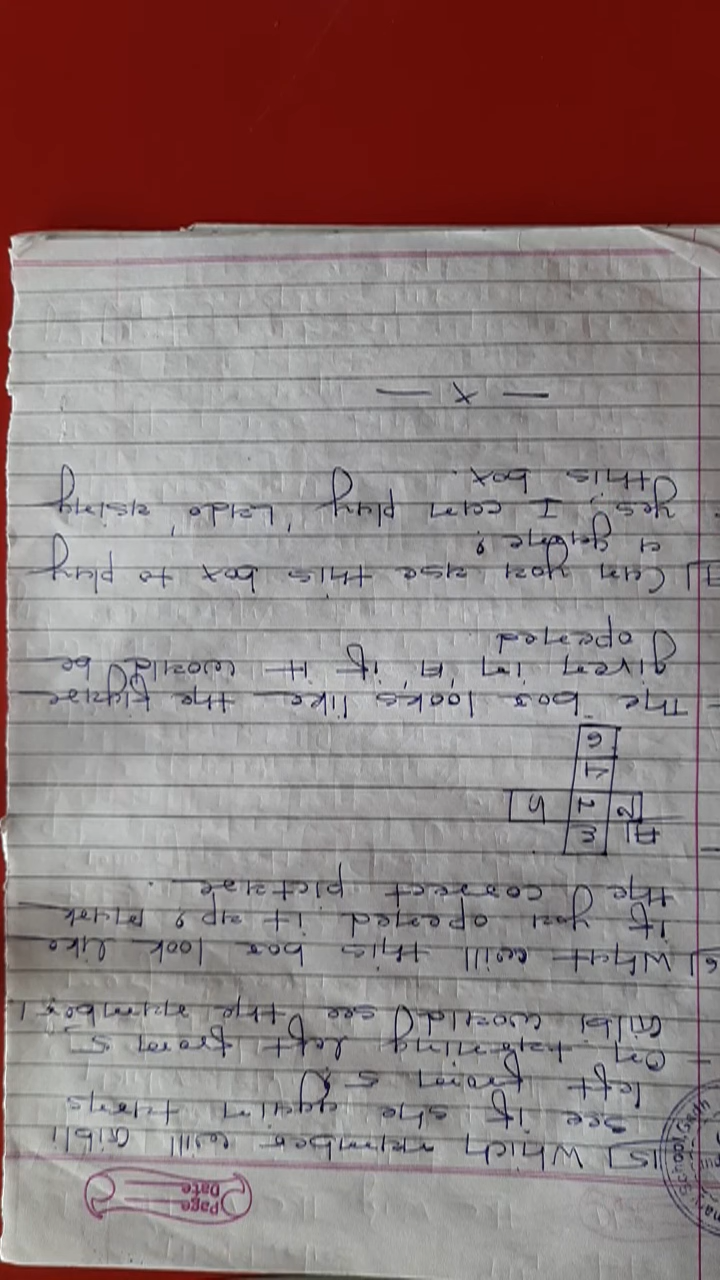 Page
Date
5] Which number will Gibli
see if she again turns
left from 5
- On turning left from 5
Gilbi would see the number 1
6] What will this box look like
if you opened it up? Mark
the correct picture.
3
A] 2 1 5
6
- The box looks like the figure
given in 'A' if it would be
opened.
7] Can you use this box to play
a game?
yes, I can play 'Ludo' using
this box.
— x —
School,